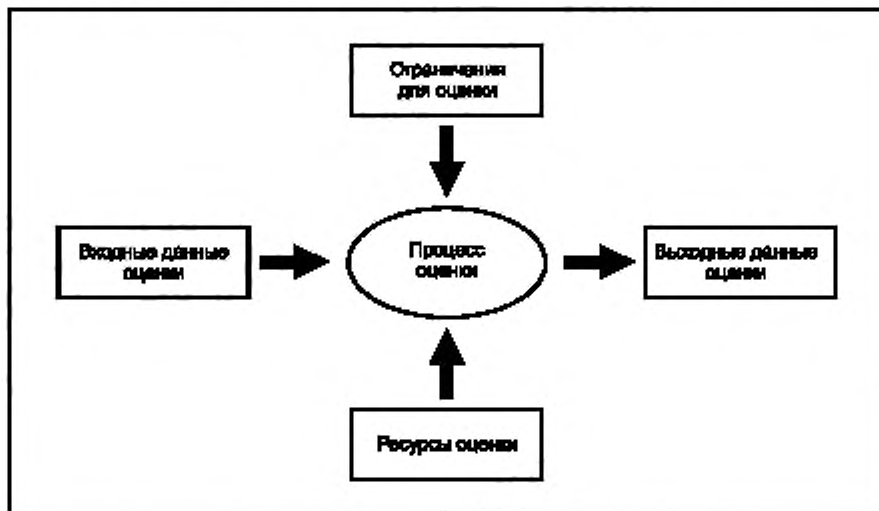 Ограничения
для оценки
Входные данные
оценки
Процесс
оценки
Выходные данные
оценки
Ресурсы оценки